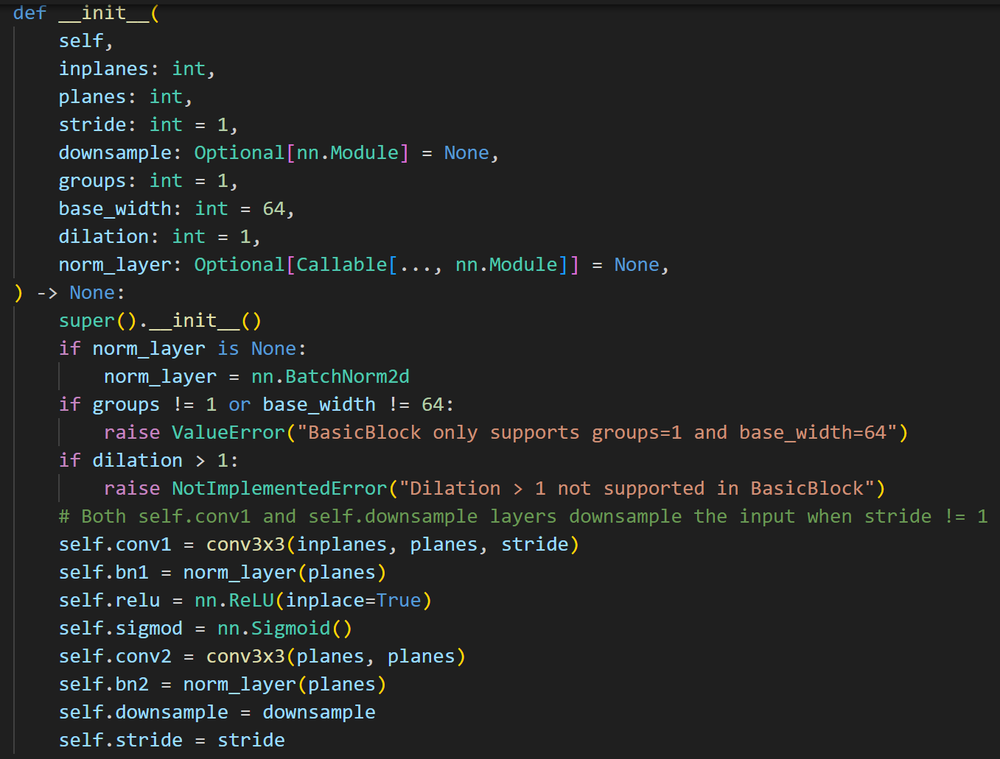 def __init__(
    self,
    inplanes: int,
    planes: int,
    stride: int = 1,
    downsample: Optional[nn.Module] = None,
    groups: int = 1,
    base_width: int = 64,
    dilation: int = 1,
    norm_layer: Optional[Callable[..., nn.Module]] = None,
) -> None:
    super().__init__()
    if norm_layer is None:
        norm_layer = nn.BatchNorm2d
    if groups != 1 or base_width != 64:
        raise ValueError("BasicBlock only supports groups=1 and base_width=64")
    if dilation > 1:
        raise NotImplementedError("Dilation > 1 not supported in BasicBlock")
    # Both self.conv1 and self.downsample layers downsample the input when stride != 1
    self.conv1 = conv3x3(inplanes, planes, stride)
    self.bn1 = norm_layer(planes)
    self.relu = nn.ReLU(inplace=True)
    self.sigmod = nn.Sigmoid()
    self.conv2 = conv3x3(planes, planes)
    self.bn2 = norm_layer(planes)
    self.downsample = downsample
    self.stride = stride